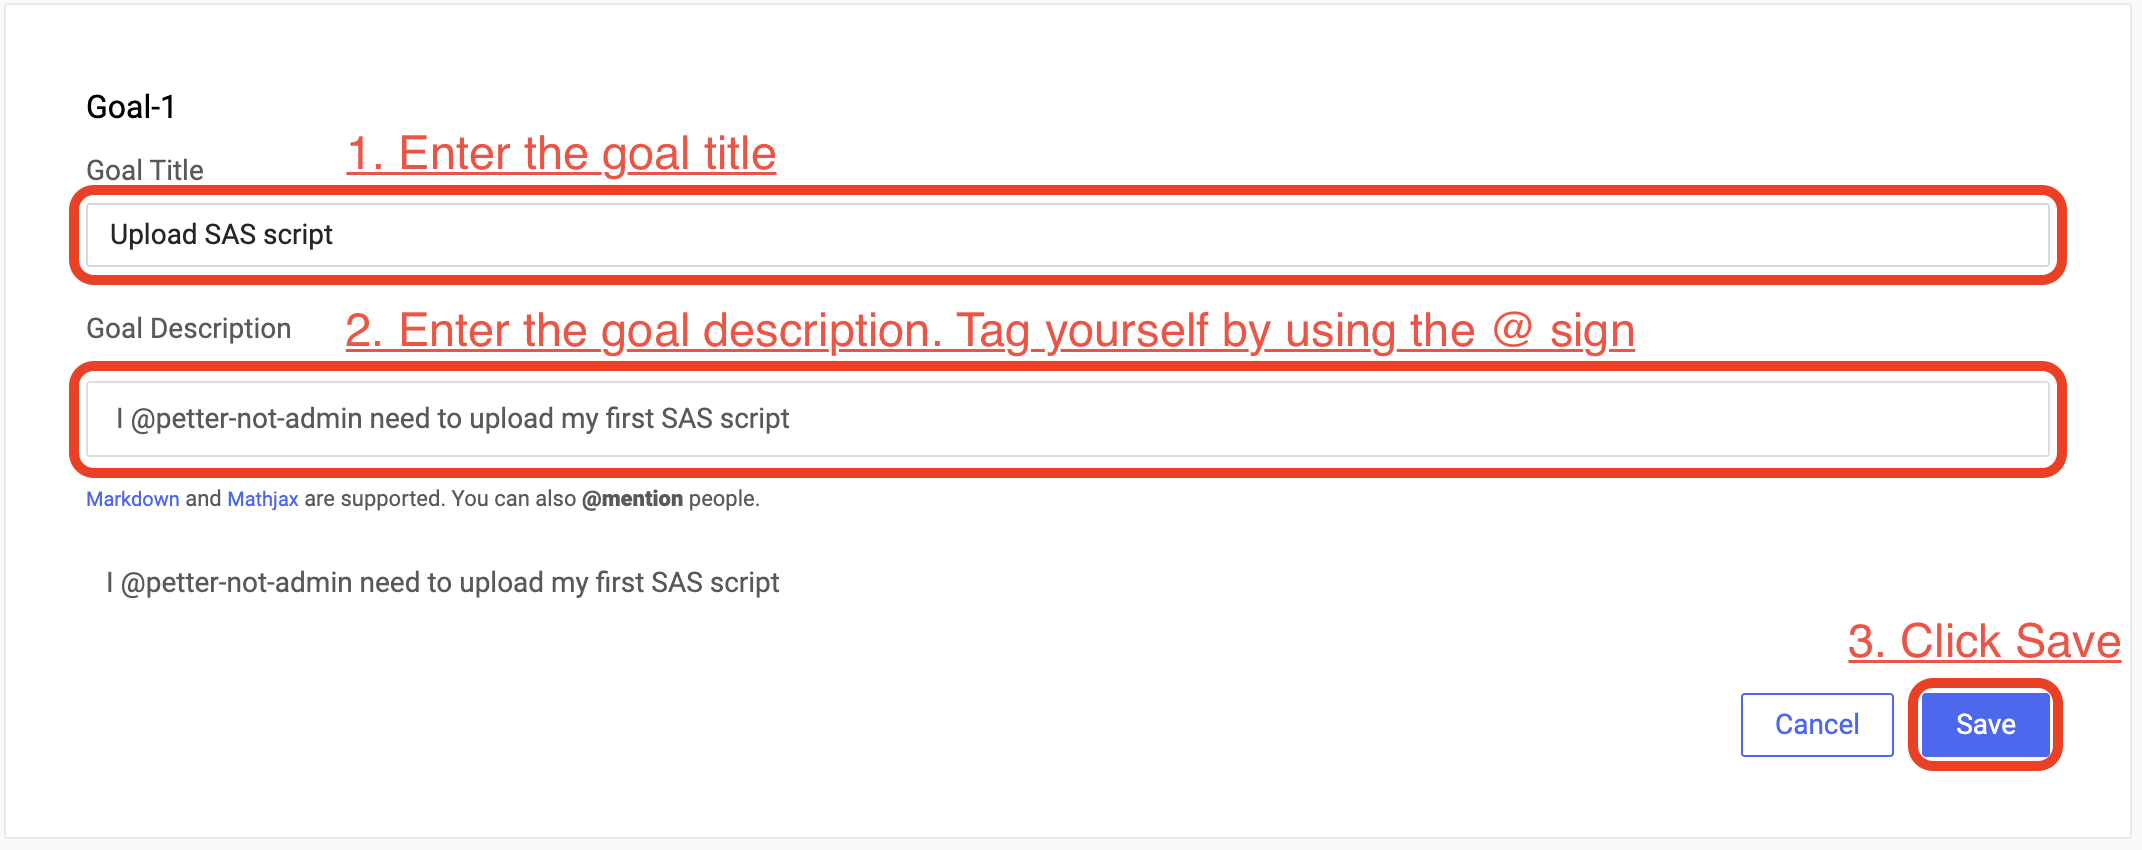 Goal-1
1. Enter the goal title
Goal Title
Upload SAS script
2. Enter the goal description. Tag yourself by using the @ sign
Goal Description
I @petter-not-admin need to upload my first SAS script
Markdown and Mathjax are supported. You can also @mention people.
I @petter-not-admin need to upload my first SAS script
3. Click Save
Cancel
Save